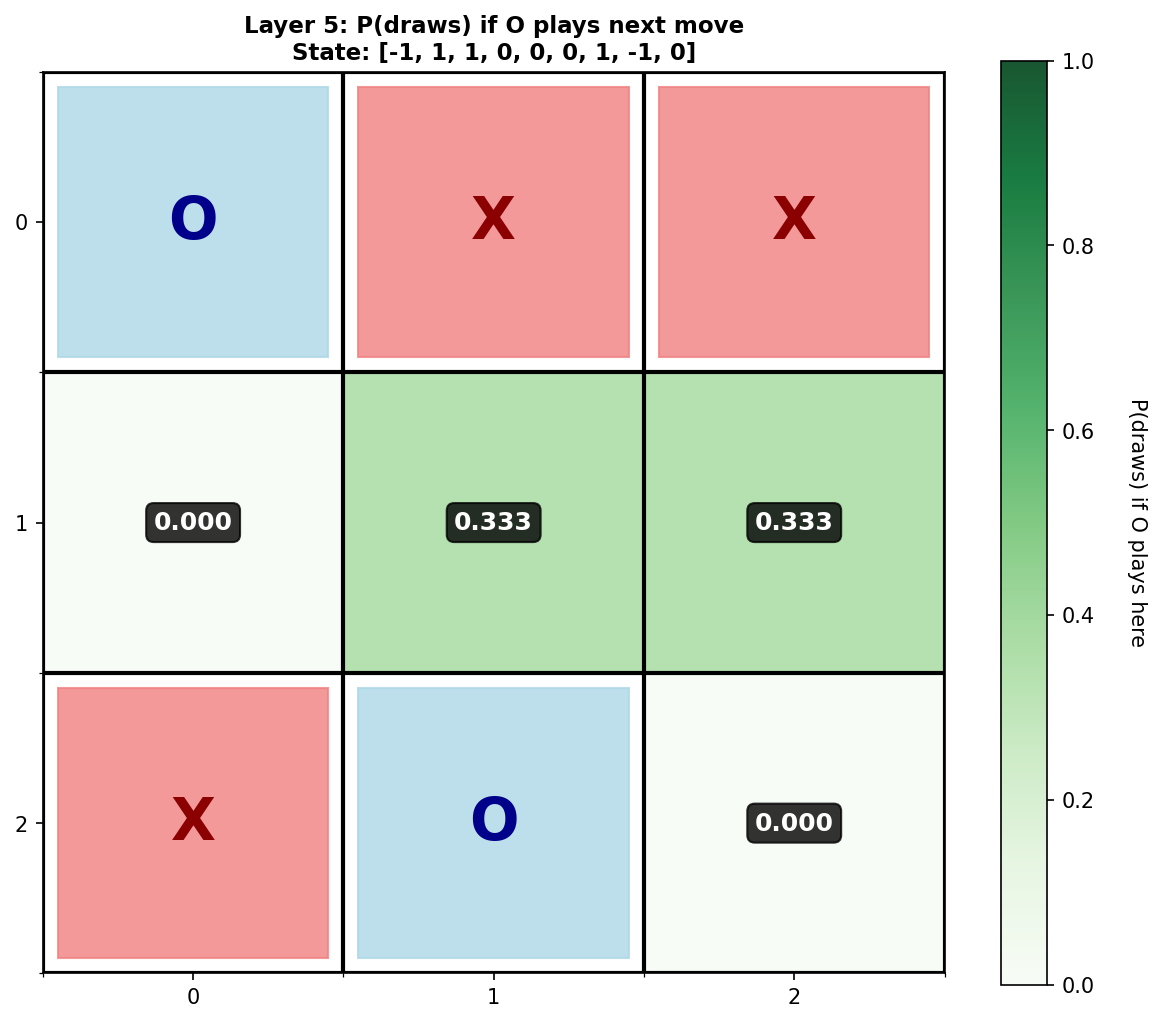 Layer 5: P(draws) if O plays next move
State: [-1, 1, 1, 0, 0, 0, 1, -1, 0]
0
O
X
X
1
0.000
0.333
0.333
2
X
O
0.000
0
1
2
1.0
0.8
0.6
0.4
0.2
0.0
P(draws) if O plays here